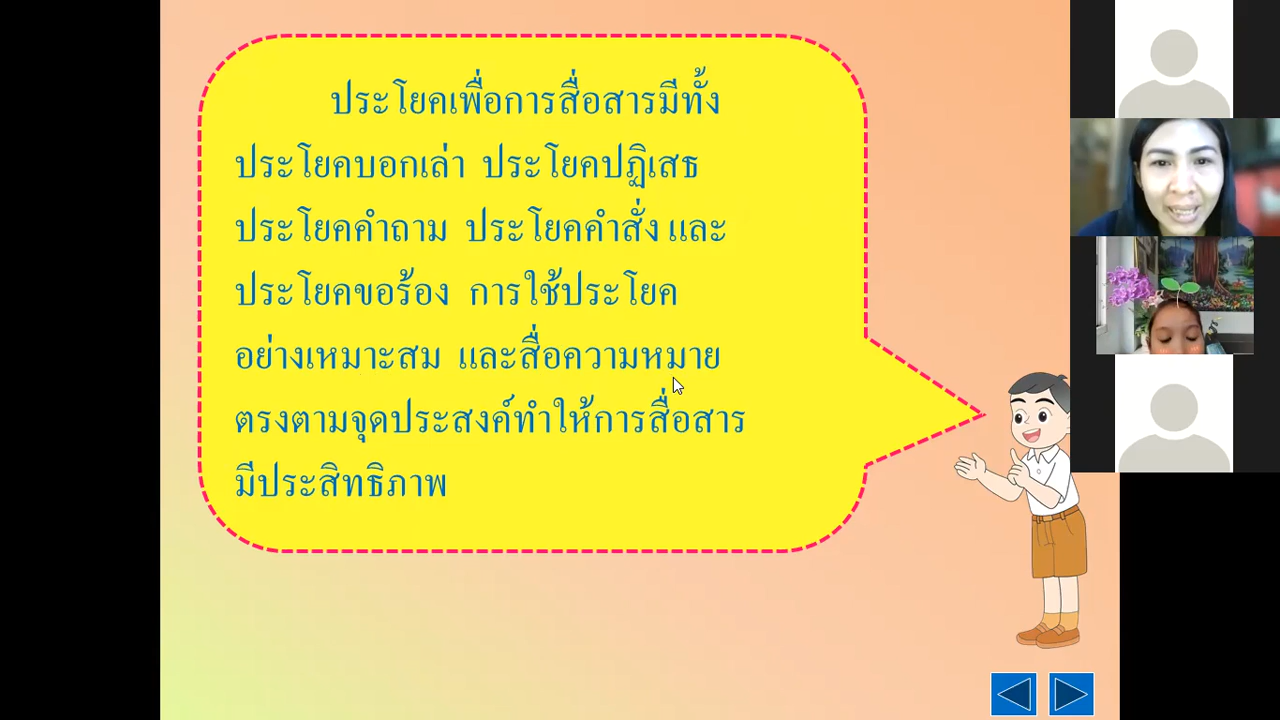 ประโยคเพื่อการสื่อสารมีทั้ง
ประโยคบอกเล่า ประโยคปฏิเสธ
ประโยคคำถาม ประโยคคำสั่ง และ
ประโยคขอร้อง การใช้ประโยค
อย่างเหมาะสม และสื่อความหมาย
ตรงตามจุดประสงค์ทำให้การสื่อสาร
มีประสิทธิภาพ